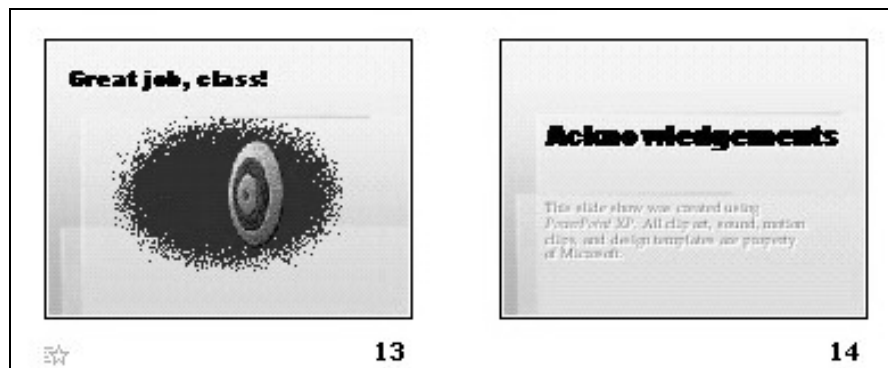 Great job, class!
13
Acknowledgements
This slide show was created using
PowerPoint XP. All clip art, sound, motion
clips, and design templates are property
of Microsoft.
14